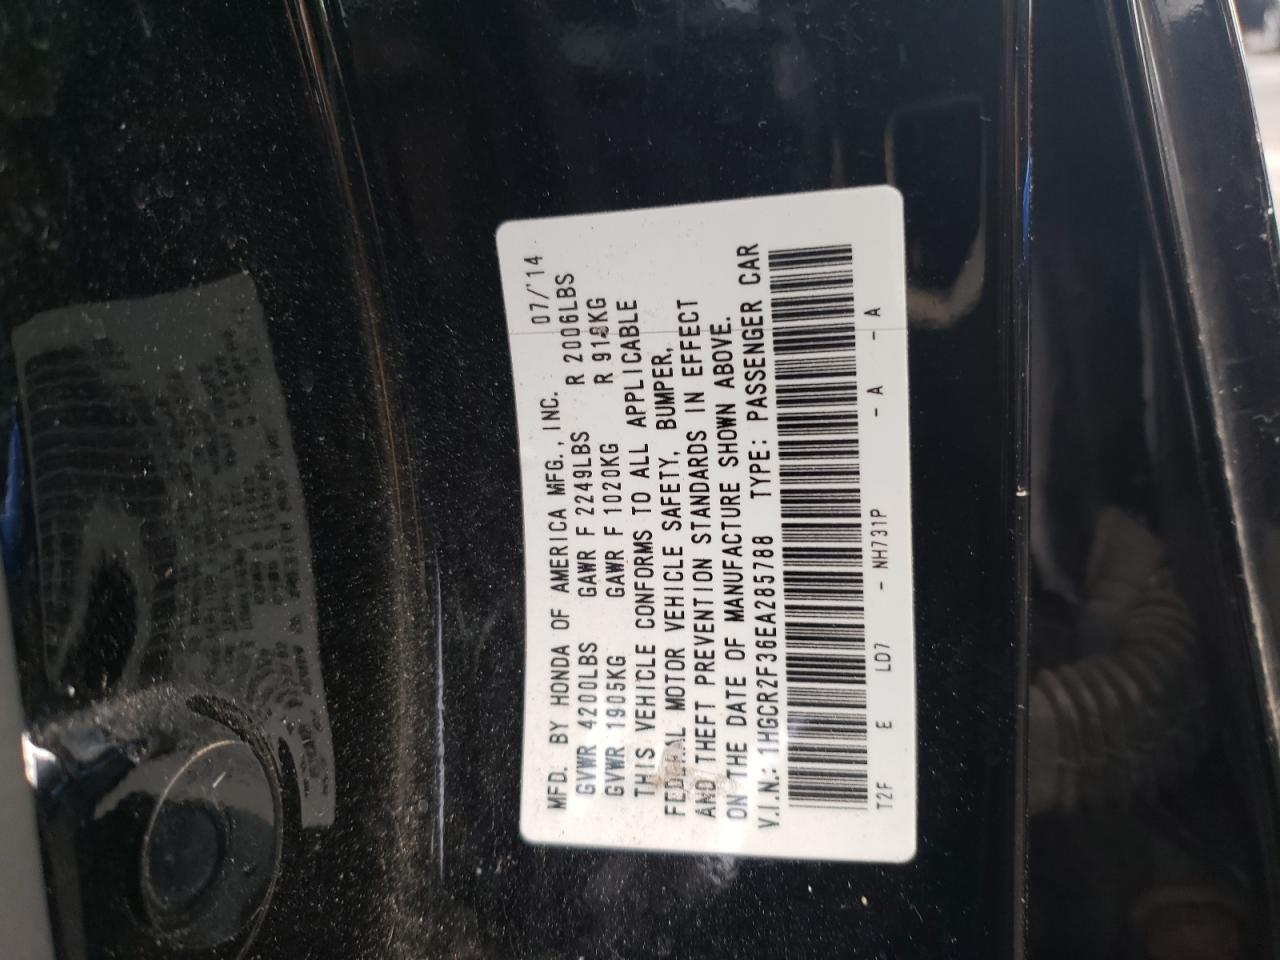 MFD. BY HONDA OF AMERICA MFG., INC. 07/'14
GVWR 4200LBS GAWR F 2249LBS R 2006LBS
GVWR 1905KG GAWR F 1020KG R 910KG
THIS VEHICLE CONFORMS TO ALL APPLICABLE
FEDERAL MOTOR VEHICLE SAFETY, BUMPER,
AND THEFT PREVENTION STANDARDS IN EFFECT
ON THE DATE OF MANUFACTURE SHOWN ABOVE.
V.I.N.: 1HGCR2F36EA285788 TYPE: PASSENGER CAR
T2F E LD7 - NH731P - A - A